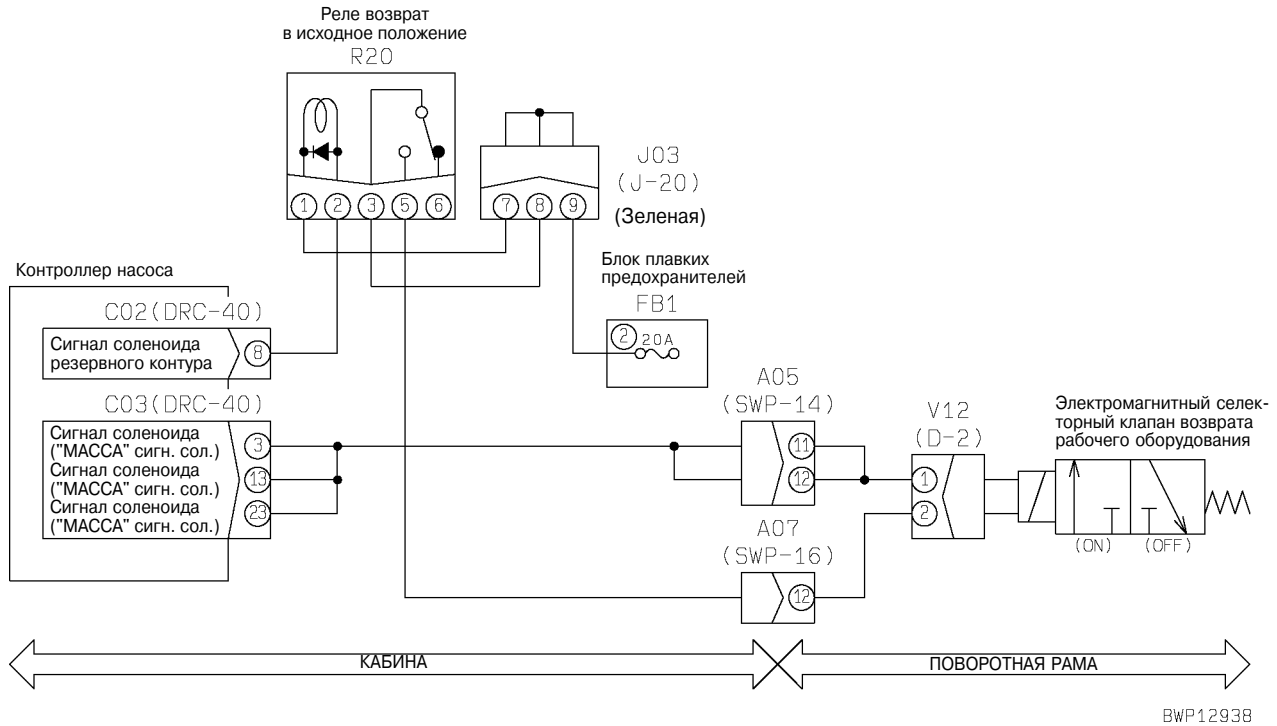 Реле возврат
в исходное положение
R20
1 2 3 5 6
7 8 9
J03
(J-20)
(Зеленая)
Контроллер насоса
Блок плавких
предохранителей
FB1
2 20A
C02(DRC-40)
Сигнал соленоида
резервного контура
8
C03(DRC-40)
Сигнал соленоида
("МАССА" сигн. сол.)
3
Сигнал соленоида
("МАССА" сигн. сол.)
13
Сигнал соленоида
("МАССА" сигн. сол.)
23
A05
(SWP-14)
11
12
A07
(SWP-16)
12
V12
(D-2)
1
2
Электромагнитный селек-
торный клапан возврата
рабочего оборудования
(ON) (OFF)
КАБИНА
ПОВОРОТНАЯ РАМА
BWP12938